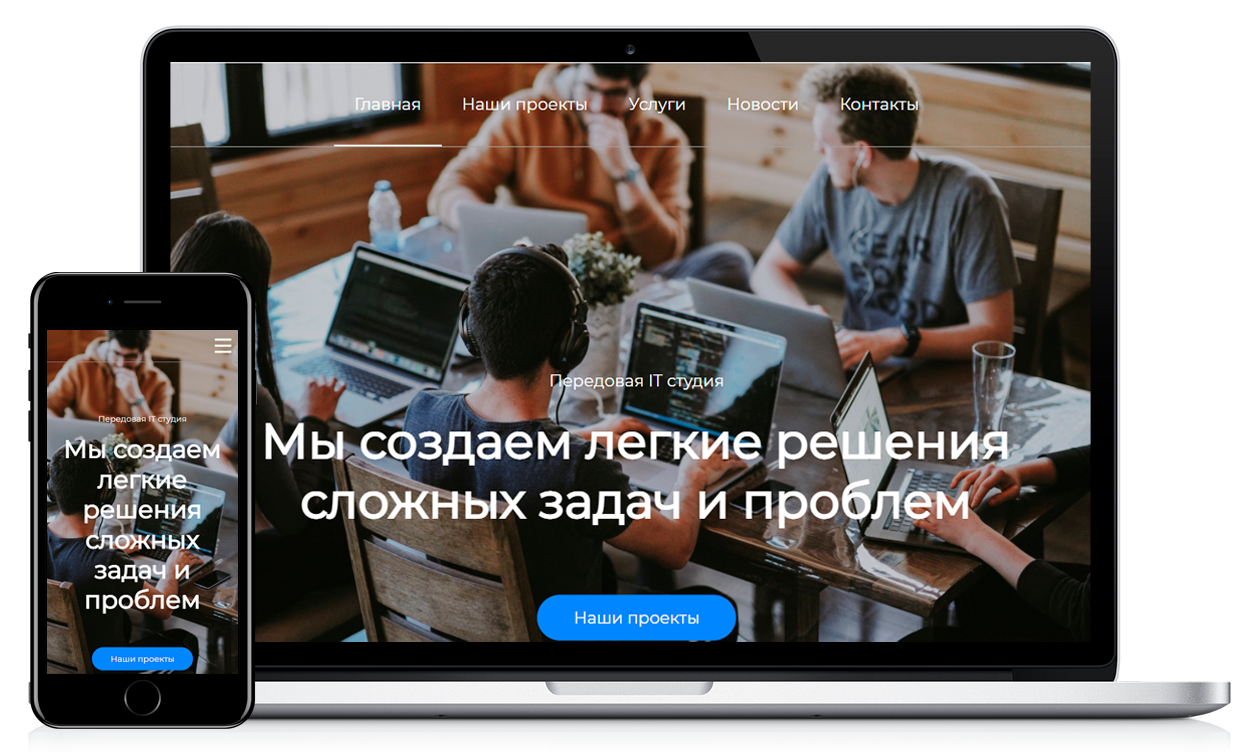 Главная Наши проекты Услуги Новости Контакты
Передовая IT студия
Мы создаем легкие решения
сложных задач и проблем
Наши проекты
Передовая IT студия
Мы создаем
легкие
решения
сложных
задач и
проблем
Наши проекты